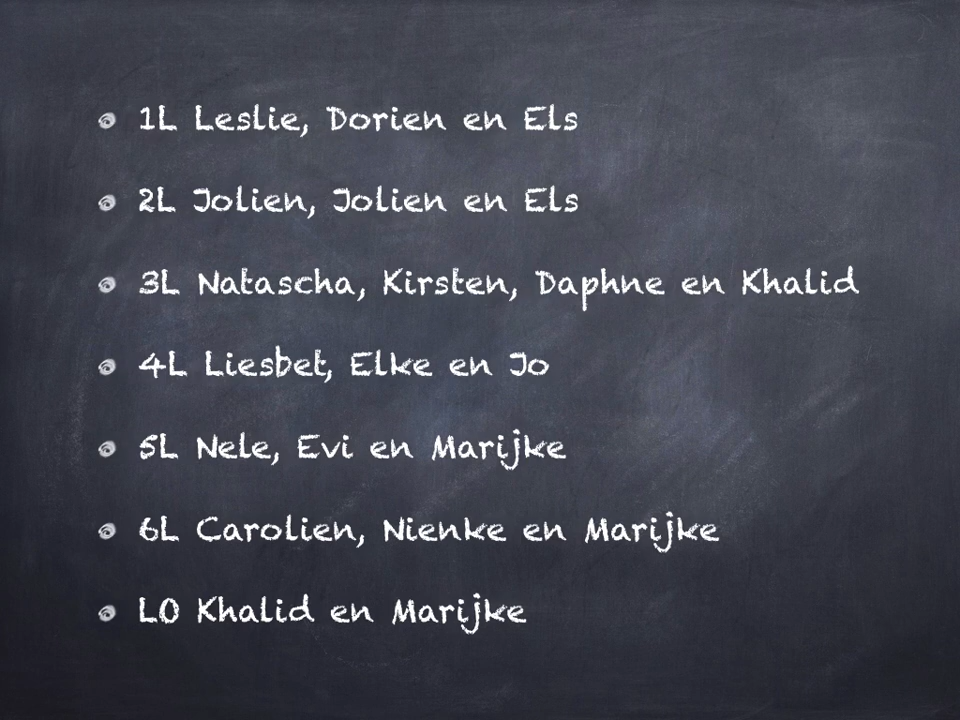 1L Leslie, Dorien en Els
2L Jolien, Jolien en Els
3L Natascha, Kirsten, Daphne en Khalid
4L Liesbet, Elke en Jo
5L Nele, Evi en Marijke
6L Carolien, Nienke en Marijke
LO Khalid en Marijke